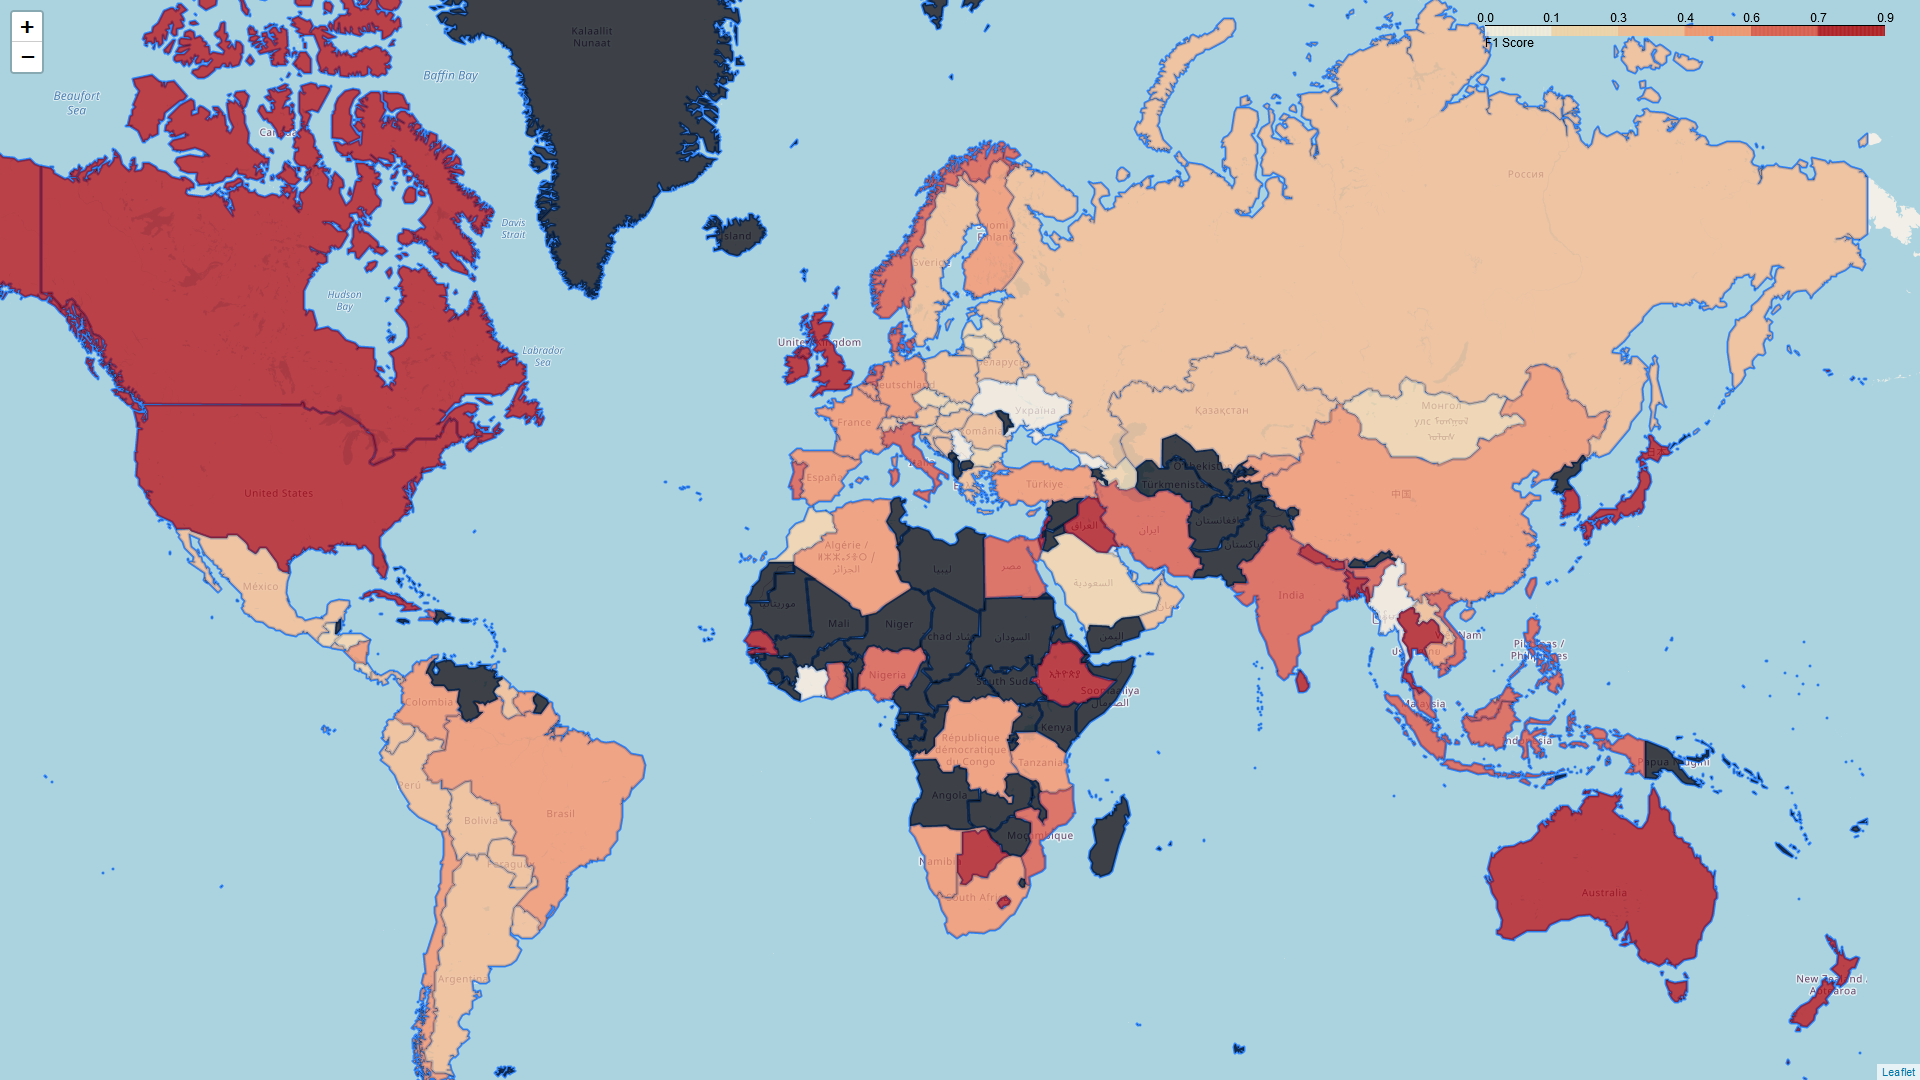 +
−
0.0 0.1 0.3 0.4 0.6 0.7 0.9
F1 Score
Kalaallit
Nunaat
Baffin Bay
Beaufort
Sea
Россия
Davis
Strait
Island
Suomi
Finland
Sverige
Hudson
Bay
Labrador
Sea
United Kingdom
Беларусь
Deutschland
Қазақстан
Україна
Монгол
улс
France
România
Italia
España
Türkiye
O'zbekistan
Türkmenistan
中国
United States
افغانستان
العراق
ایران
پاکستان
Algérie /
الجزائر
ليبيا
مصر
السعودية
México
India
موريتانيا
Mali
Niger
Tchad تشاد
السودان
اليمن
Việt Nam
Pilipinas /
Philippines
Nigeria
South Sudan
Soomaaliya
الصومال
Colombia
Malaysia
Kenya
République
démocratique
du Congo
Indonesia
Tanzania
Papua Niugini
Perú
Angola
Brasil
Bolivia
Moçambique
Paraguay
Namibia
South Africa
Australia
Argentina
New Zealand /
Aotearoa
Leaflet